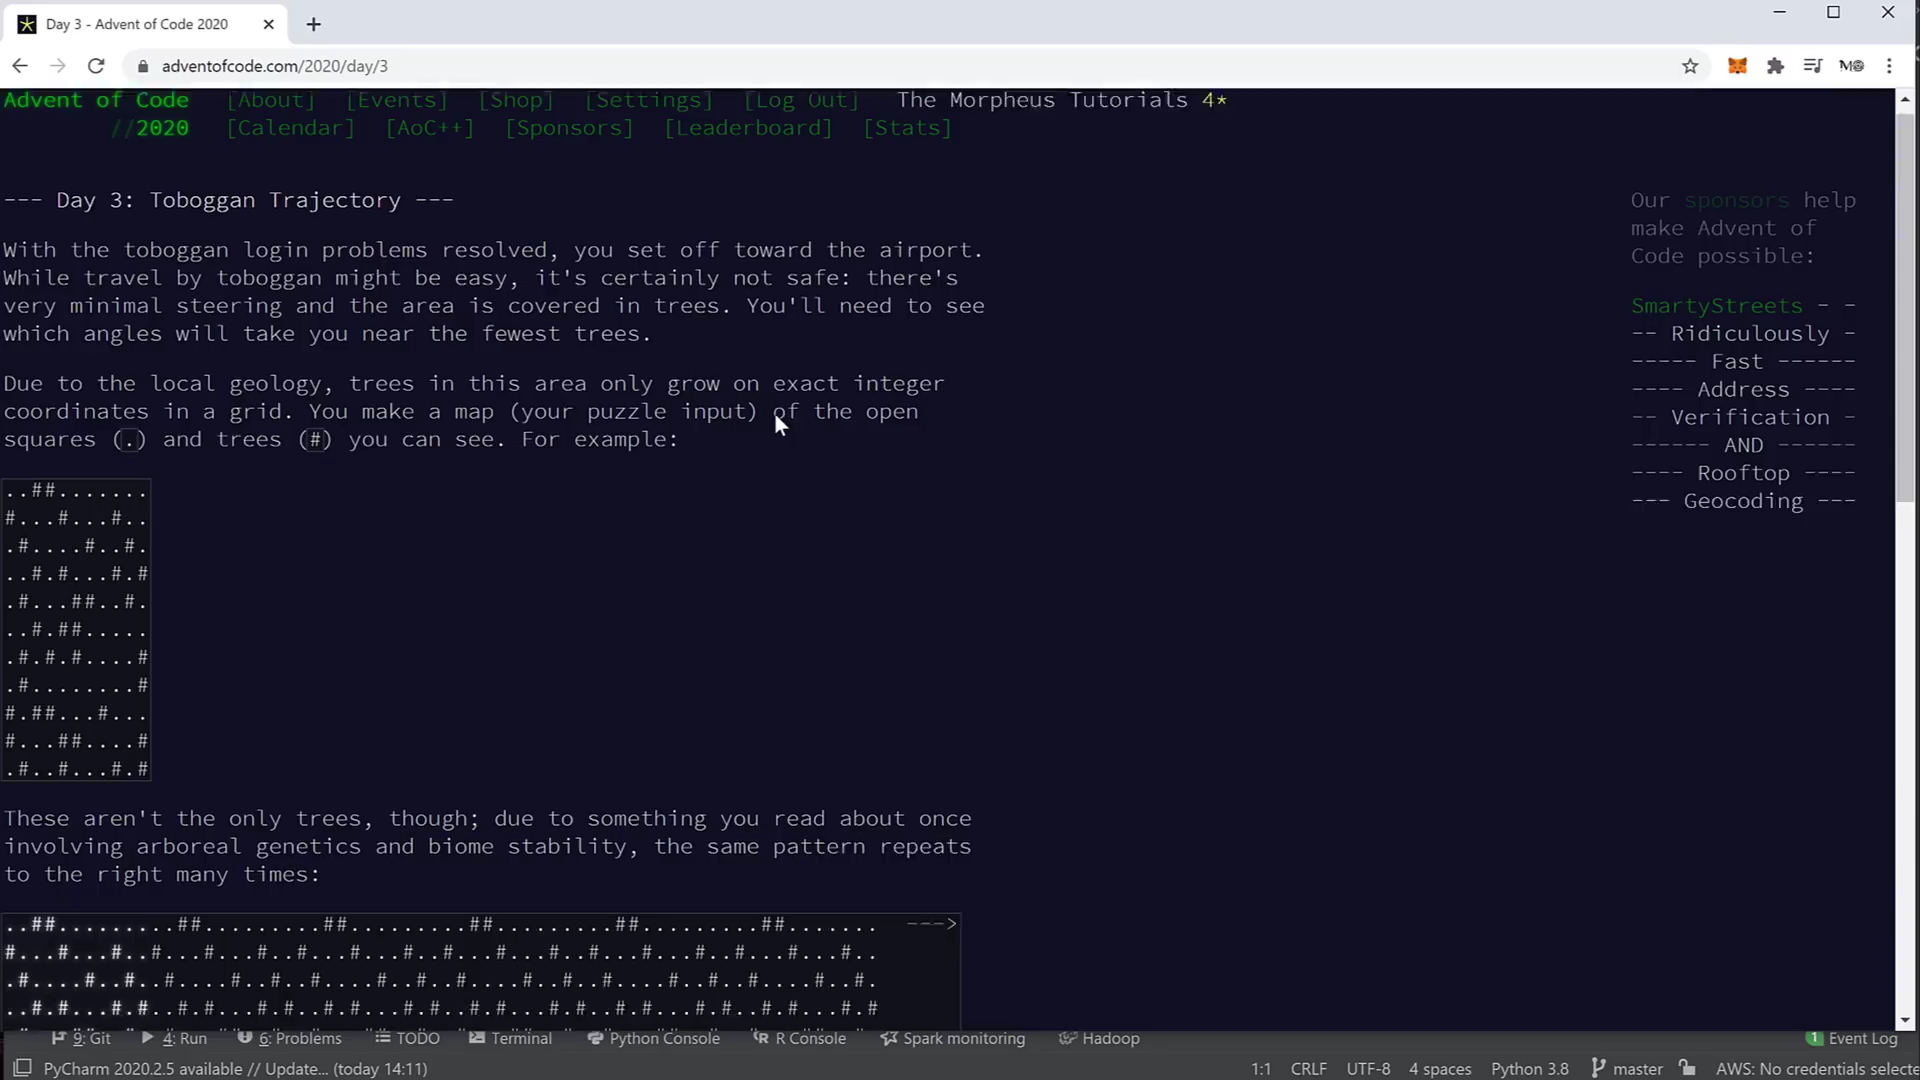 Day 3 - Advent of Code 2020
adventofcode.com/2020/day/3
Advent of Code [About] [Events] [Shop] [Settings] [Log Out] The Morpheus Tutorials 4*
//2020 [Calendar] [AoC++] [Sponsors] [Leaderboard] [Stats]
--- Day 3: Toboggan Trajectory ---
With the toboggan login problems resolved, you set off toward the airport.
While travel by toboggan might be easy, it's certainly not safe: there's
very minimal steering and the area is covered in trees. You'll need to see
which angles will take you near the fewest trees.
Due to the local geology, trees in this area only grow on exact integer
coordinates in a grid. You make a map (your puzzle input) of the open
squares (.) and trees (#) you can see. For example:
..##.......
#...#...#..
.#....#..#.
..#.#...#.#
.#...##..#.
..#.##.....
.#.#.#....#
.#........#
#.##...#...
#...##....#
.#..#...#.#
These aren't the only trees, though; due to something you read about once
involving arboreal genetics and biome stability, the same pattern repeats
to the right many times:
..##.........##.........##.........##.........##.........##....... --->
#...#...#..#...#...#..#...#...#..#...#...#..#...#...#..#...#...#..
.#....#..#..#....#..#..#....#..#..#....#..#..#....#..#..#....#..#.
..#.#...#.#..#.#...#.#..#.#...#.#..#.#...#.#..#.#...#.#..#.#...#.#
Our sponsors help
make Advent of
Code possible:
SmartyStreets - -
-- Ridiculously -
----- Fast ------
---- Address ----
-- Verification -
------ AND ------
---- Rooftop ----
--- Geocoding ---
9: Git 4: Run 6: Problems TODO Terminal Python Console R Console Spark monitoring Hadoop 1 Event Log
PyCharm 2020.2.5 available // Update... (today 14:11) 1:1 CRLF UTF-8 4 spaces Python 3.8 master AWS: No credentials selecte